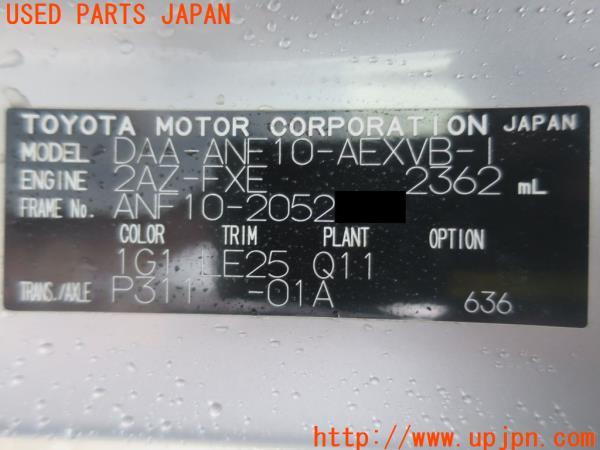 USED PARTS JAPAN
TOYOTA MOTOR CORPORATION JAPAN
MODEL DAA-ANF10-AEXVB-I
ENGINE 2AZ-FXE 2362 mL
FRAME No. ANF10-2052
COLOR TRIM PLANT OPTION
1G1 LE25 Q11
TRANS./AXLE P311 -01A 636
http://www.upjpn.com/